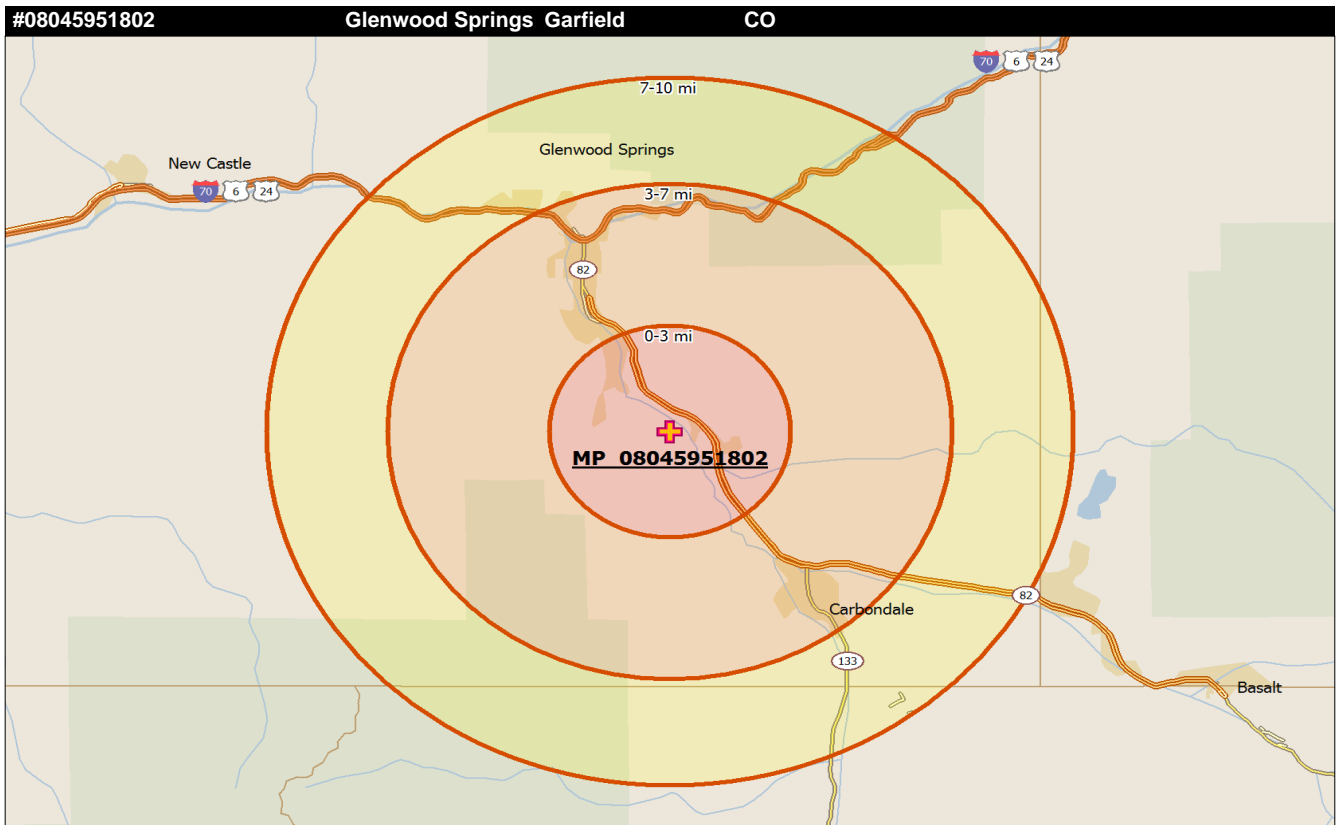 #08045951802 Glenwood Springs Garfield CO
70 6 24
7-10 mi
Glenwood Springs
New Castle
70 6 24
3-7 mi
82
0-3 mi
MP 08045951802
82
Carbondale
133
Basalt